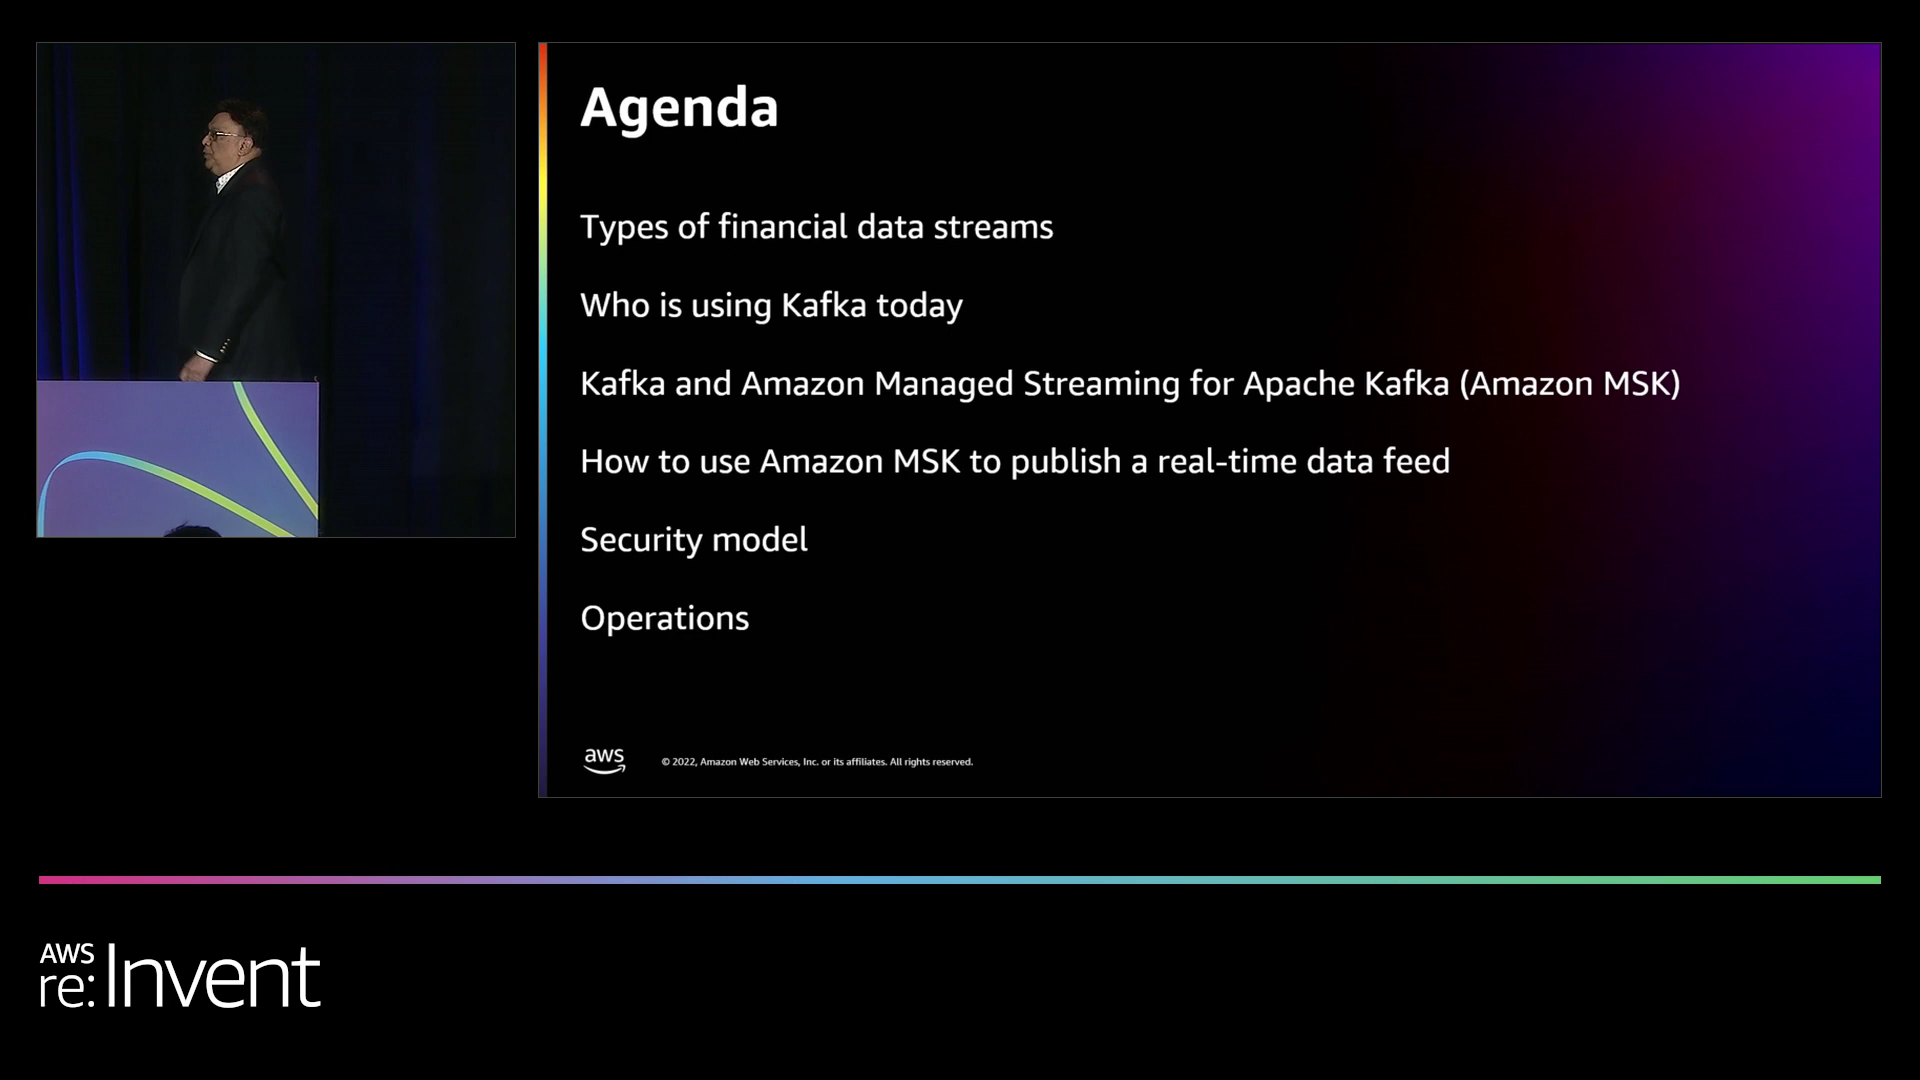 Agenda
Types of financial data streams
Who is using Kafka today
Kafka and Amazon Managed Streaming for Apache Kafka (Amazon MSK)
How to use Amazon MSK to publish a real-time data feed
Security model
Operations
aws
© 2022, Amazon Web Services, Inc. or its affiliates. All rights reserved.
AWS
re:Invent